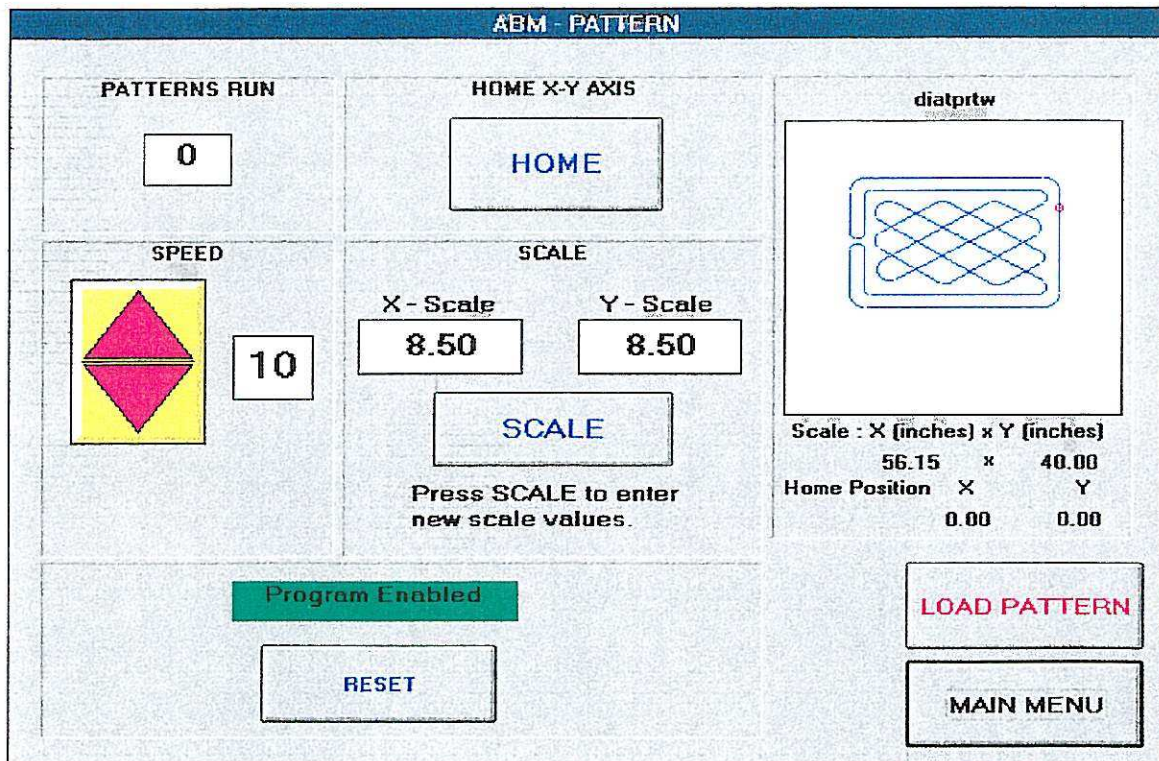 ABM - PATTERN
PATTERNS RUN
0
HOME X-Y AXIS
HOME
SPEED
10
SCALE
X - Scale
Y - Scale
8.50
8.50
SCALE
Press SCALE to enter
new scale values.
diatprtw
Scale : X (inches) x Y (inches)
56.15 x 40.00
Home Position X Y
0.00 0.00
Program Enabled
RESET
LOAD PATTERN
MAIN MENU